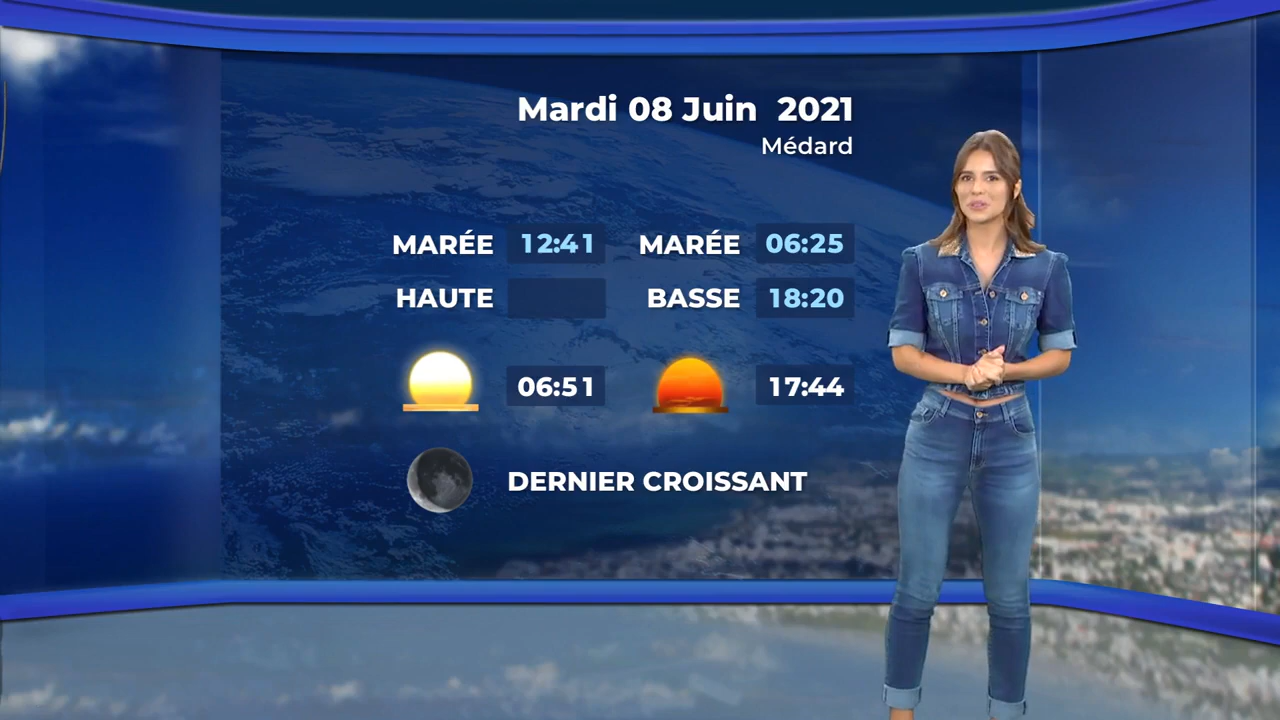 Mardi 08 Juin 2021
Médard
MARÉE 12:41 MARÉE 06:25
HAUTE BASSE 18:20
06:51 17:44
DERNIER CROISSANT